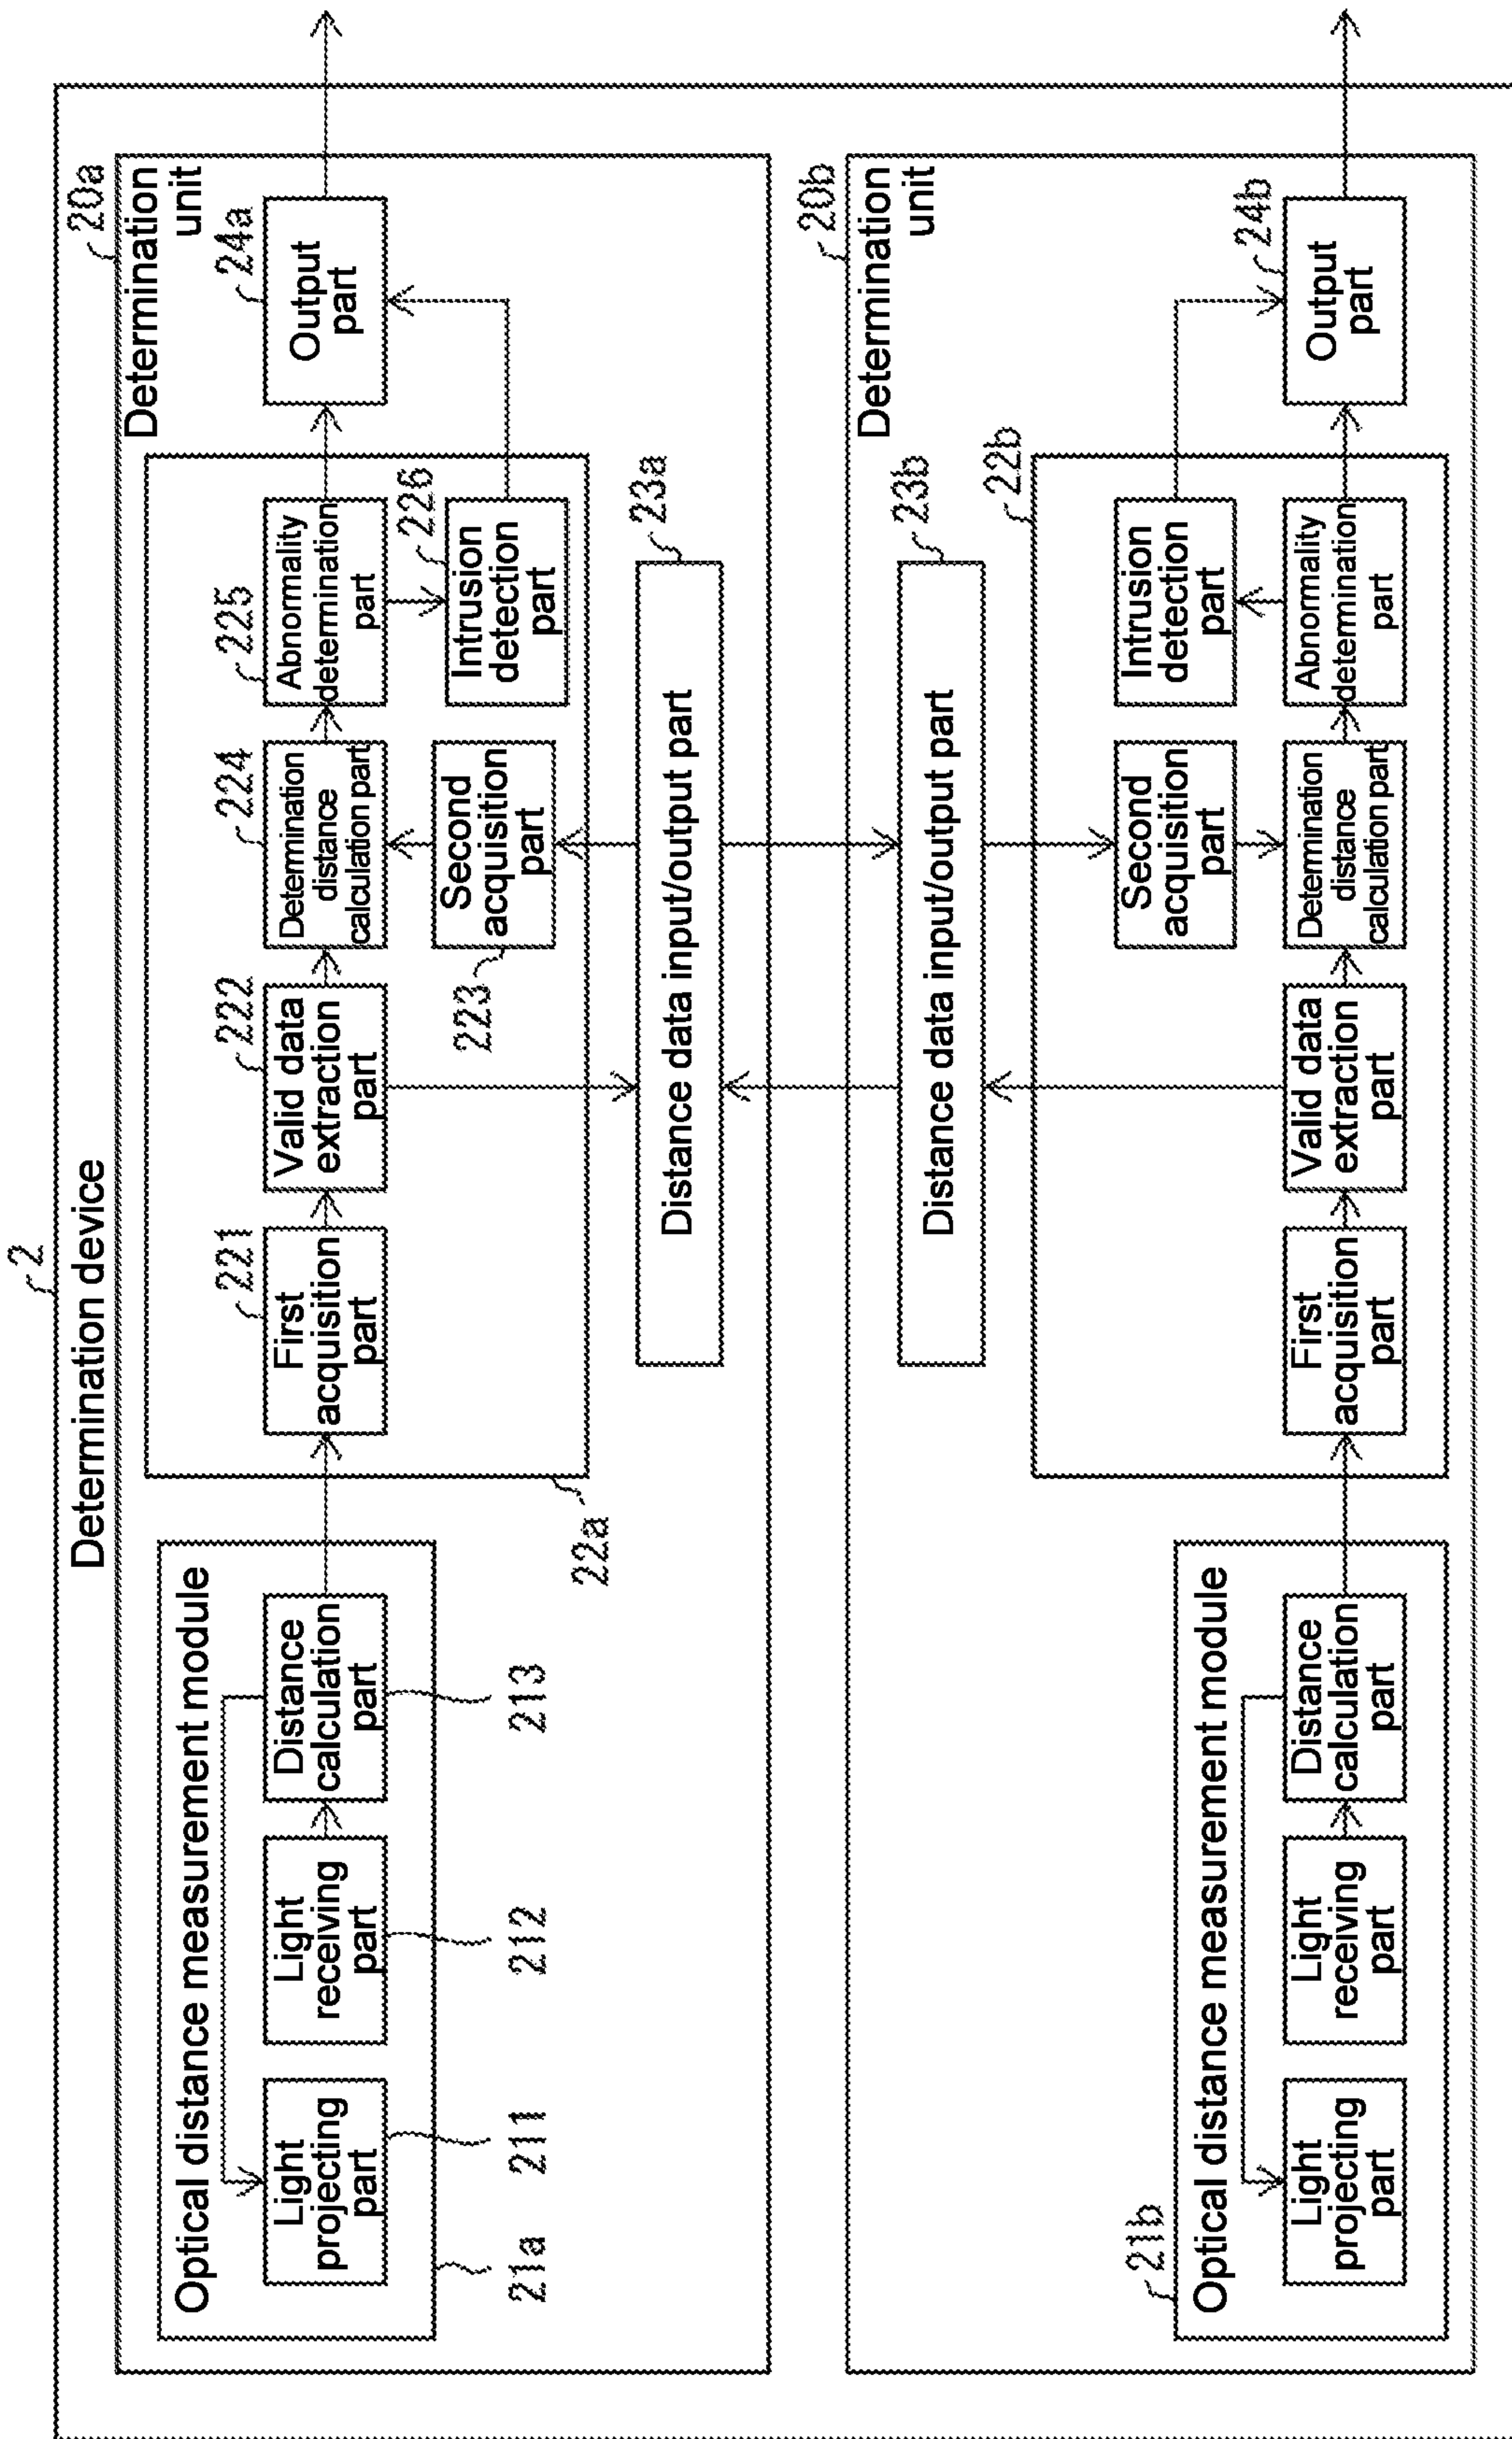 2
Determination device
20a
Determination
unit
Optical distance measurement module
Light
projecting
part
Light
receiving
part
Distance
calculation
part
21a
211
212
213
22a
221
First
acquisition
part
222
Valid data
extraction
part
224
Determination
distance
calculation part
225
Abnormality
determination
part
24a
Output
part
223
Second
acquisition
part
226
Intrusion
detection
part
23a
Distance data input/output part
20b
Determination
unit
23b
Distance data input/output part
22b
Second
acquisition
part
Intrusion
detection
part
24b
Output
part
21b
Optical distance measurement module
Light
projecting
part
Light
receiving
part
Distance
calculation
part
First
acquisition
part
Valid data
extraction
part
Determination
distance
calculation part
Abnormality
determination
part